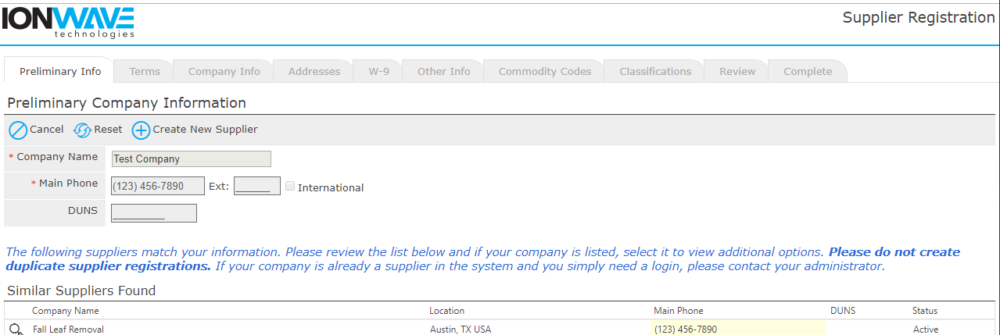 IONWAVE
technologies
Supplier Registration
Preliminary Info Terms Company Info Addresses W-9 Other Info Commodity Codes Classifications Review Complete
Preliminary Company Information
Cancel Reset Create New Supplier
* Company Name Test Company
* Main Phone (123) 456-7890 Ext: ______ International
DUNS _________
The following suppliers match your information. Please review the list below and if your company is listed, select it to view additional options. Please do not create
duplicate supplier registrations. If your company is already a supplier in the system and you simply need a login, please contact your administrator.
Similar Suppliers Found
Company Name Location Main Phone DUNS Status
Fall Leaf Removal Austin, TX USA (123) 456-7890 Active